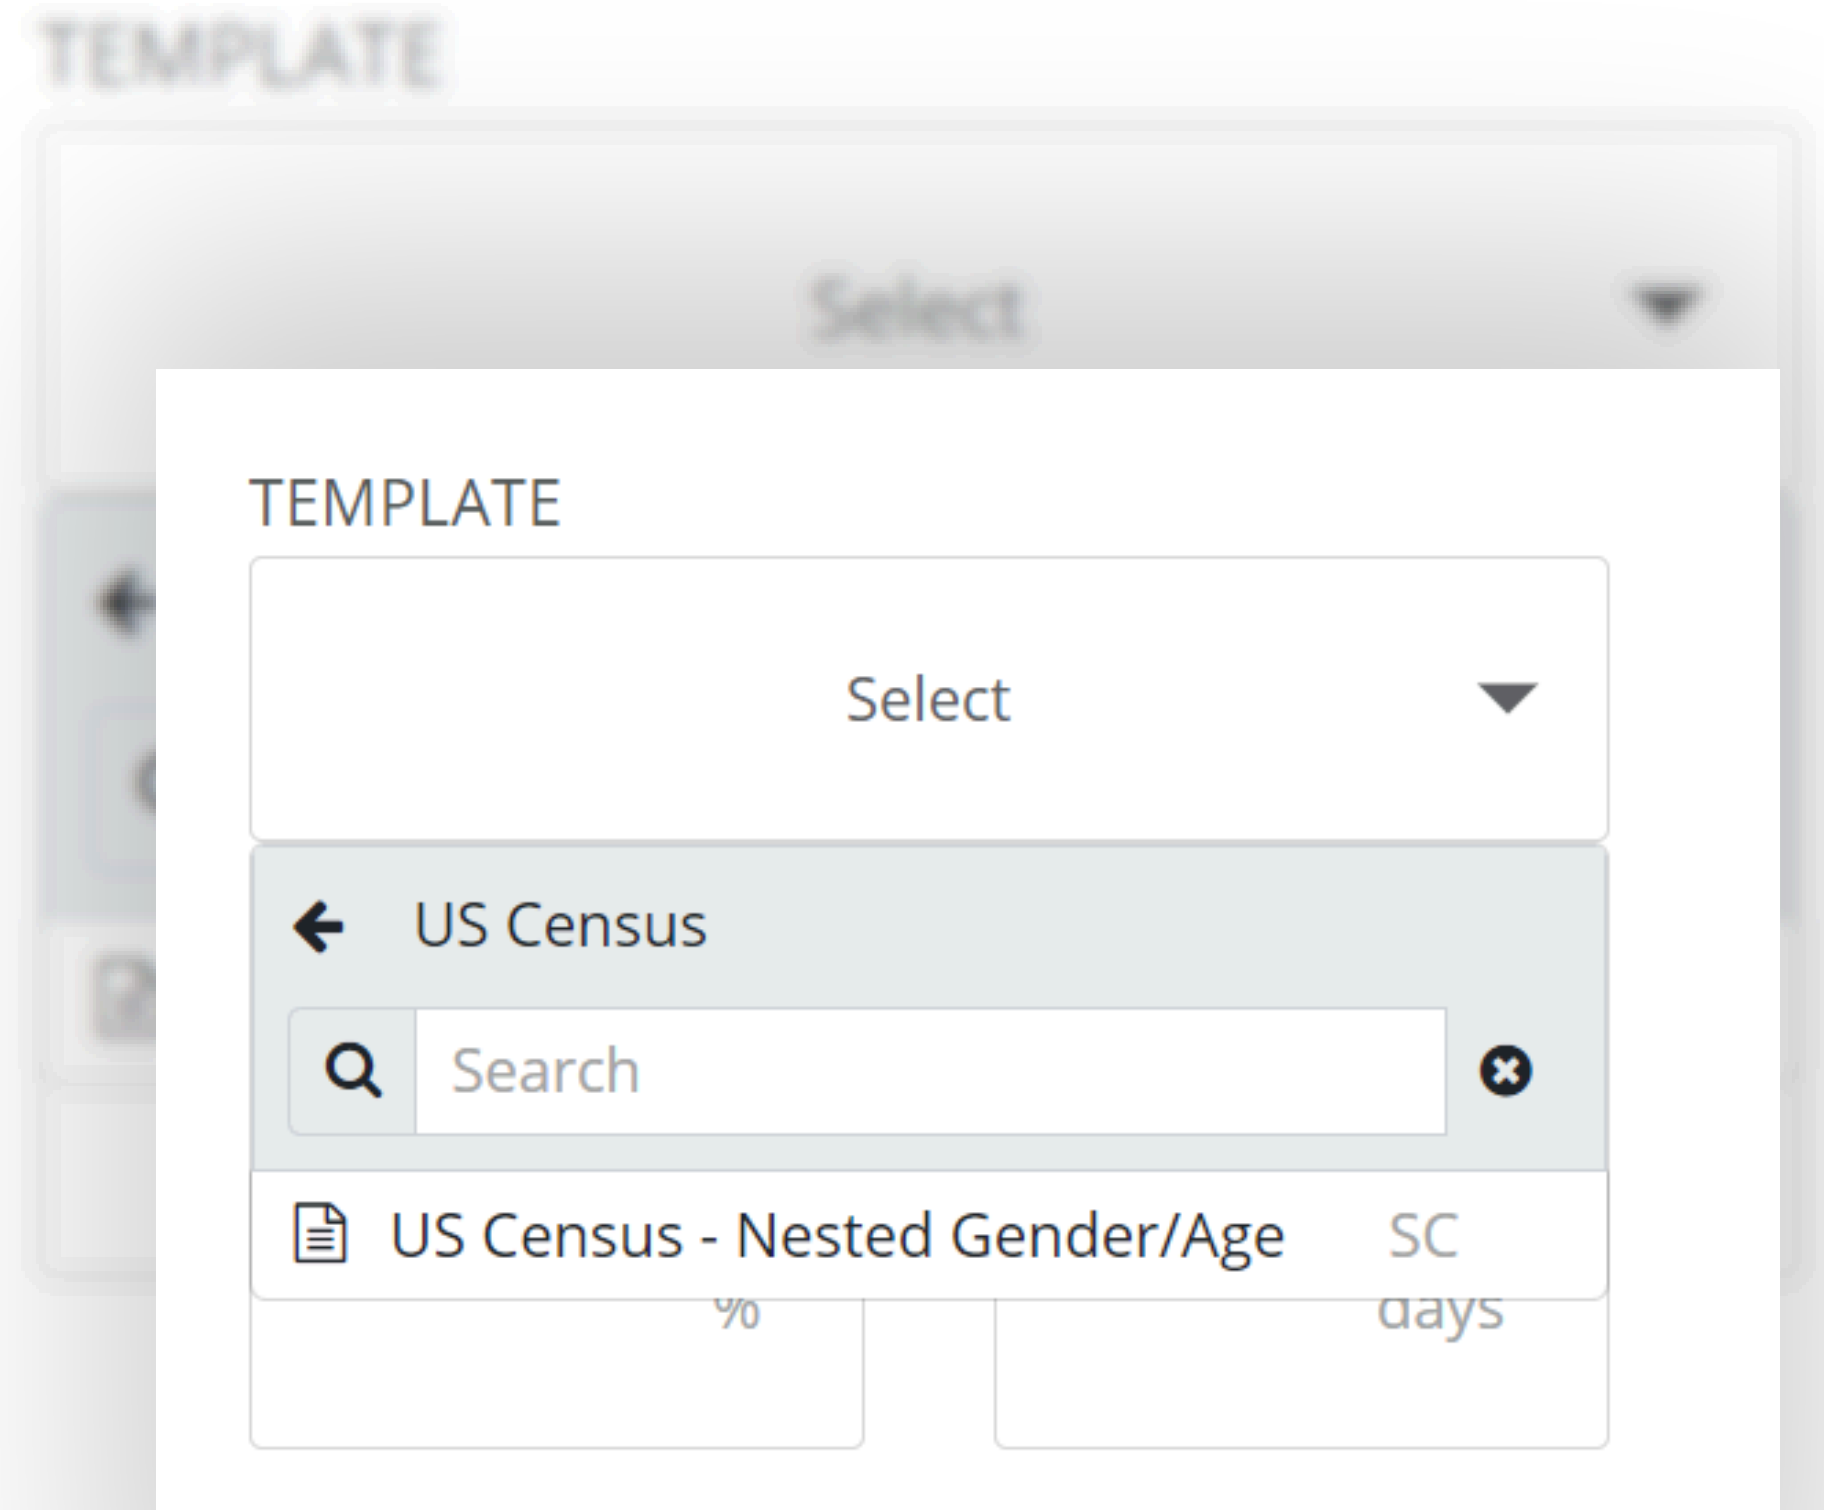 TEMPLATE
Select
TEMPLATE
Select
US Census
Search
US Census - Nested Gender/Age SC
% days